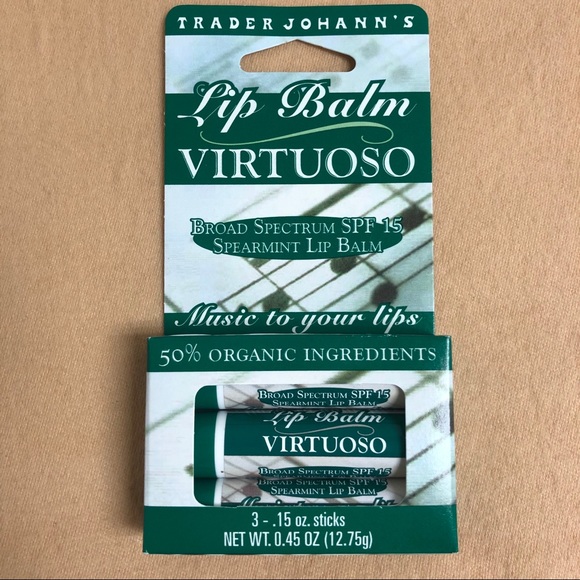 TRADER JOHANN'S
Lip Balm
VIRTUOSO
BROAD SPECTRUM SPF 15
SPEARMINT LIP BALM
Music to your lips
50% ORGANIC INGREDIENTS
BROAD SPECTRUM SPF 15
SPEARMINT LIP BALM
Lip Balm
VIRTUOSO
BROAD SPECTRUM SPF 15
BROAD SPECTRUM SPF 15
SPEARMINT LIP BALM
3 - .15 oz. sticks
NET WT. 0.45 OZ (12.75g)